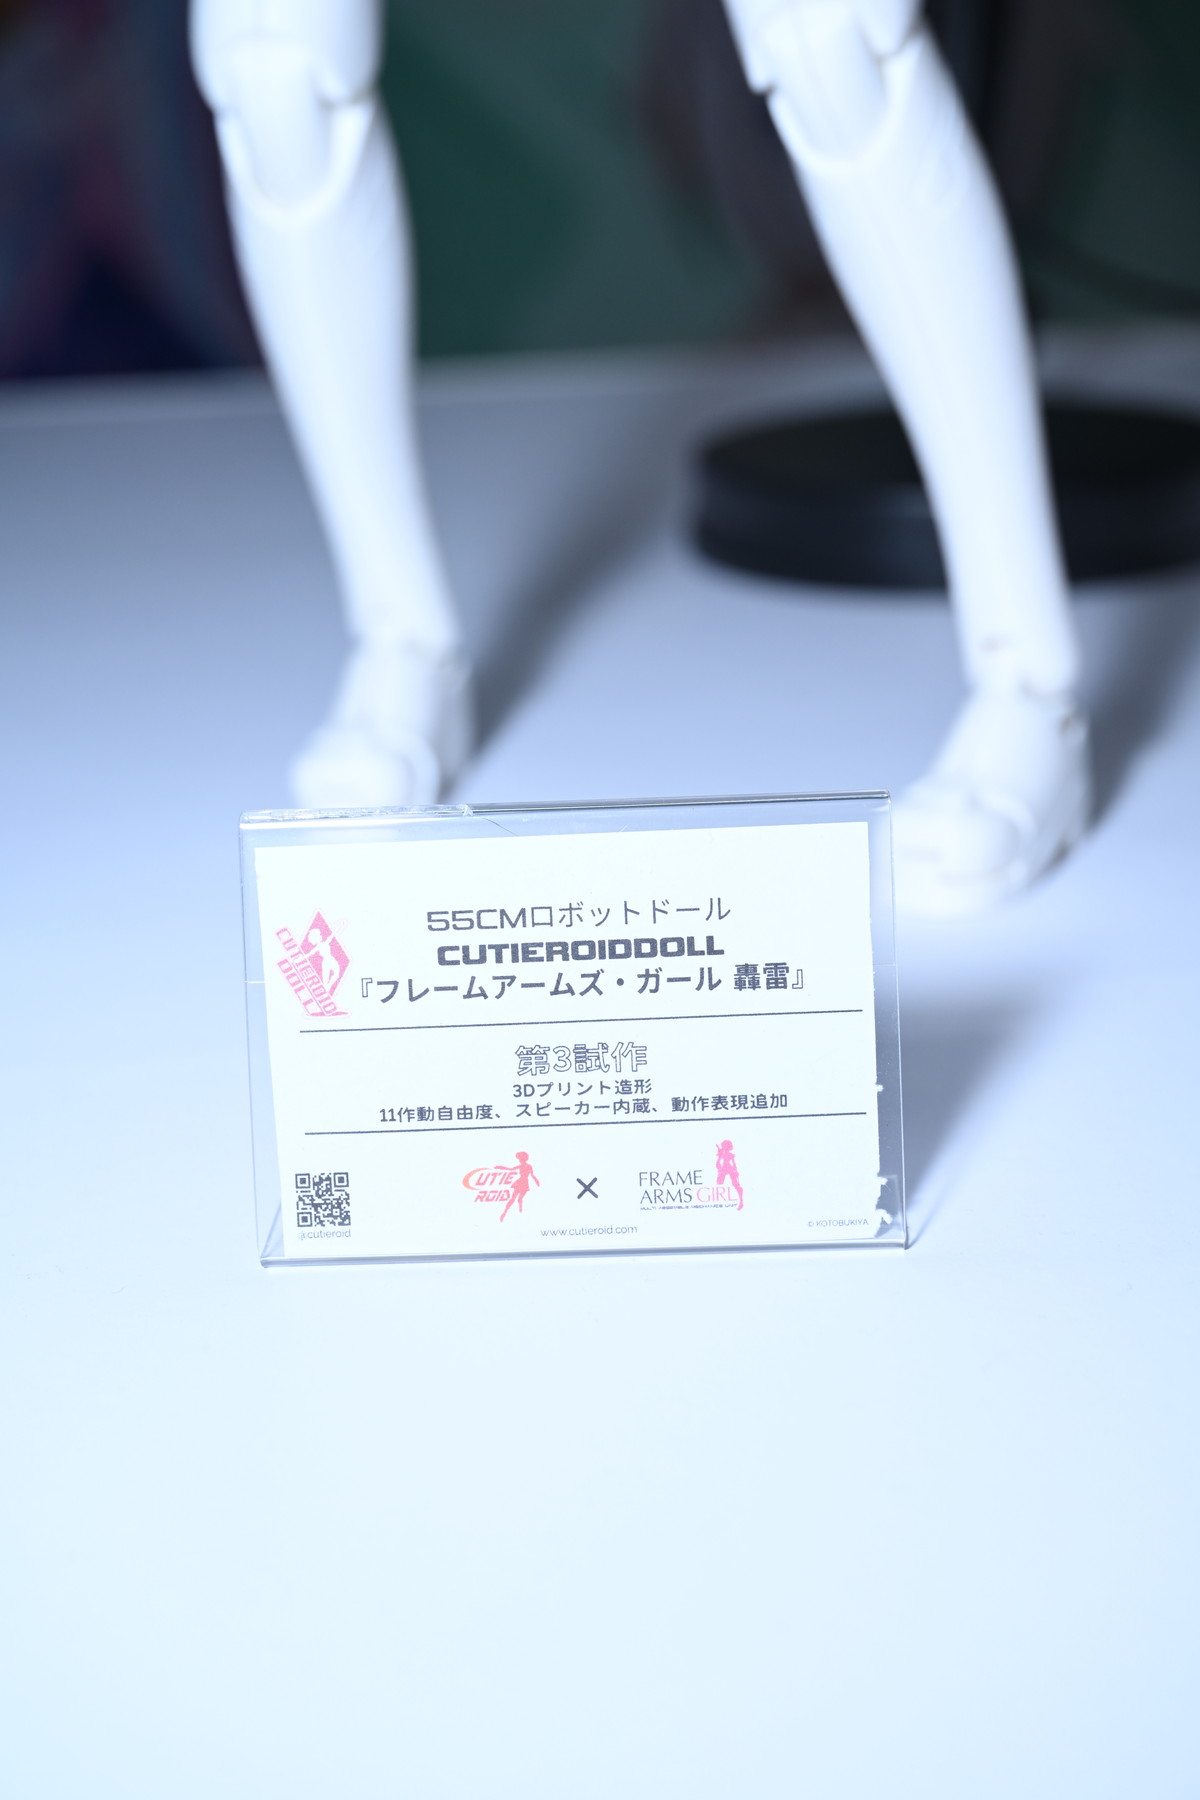 CUTIEROID
DOLL
55CMロボットドール
CUTIEROIDDOLL
『フレームアームズ・ガール 轟雷』
第3試作
3Dプリント造形
11作動自由度、スピーカー内蔵、動作表現追加
CUTIE
ROID
×
FRAME
ARMS GIRL
@cutieroid
www.cutieroid.com
© KOTOBUKIYA